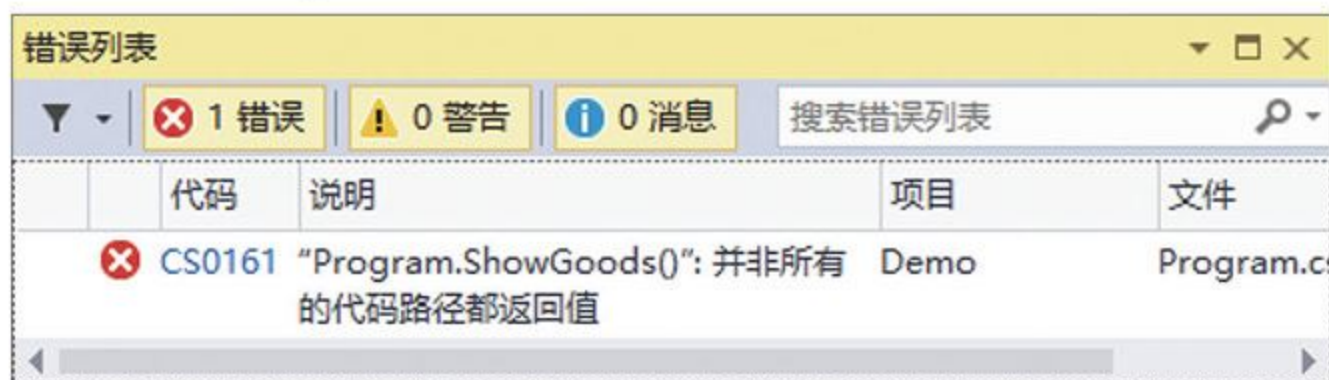 错误列表
1 错误 0 警告 0 消息 搜索错误列表
代码 说明 项目 文件
CS0161 “Program.ShowGoods()”: 并非所有 Demo Program.cs
的代码路径都返回值